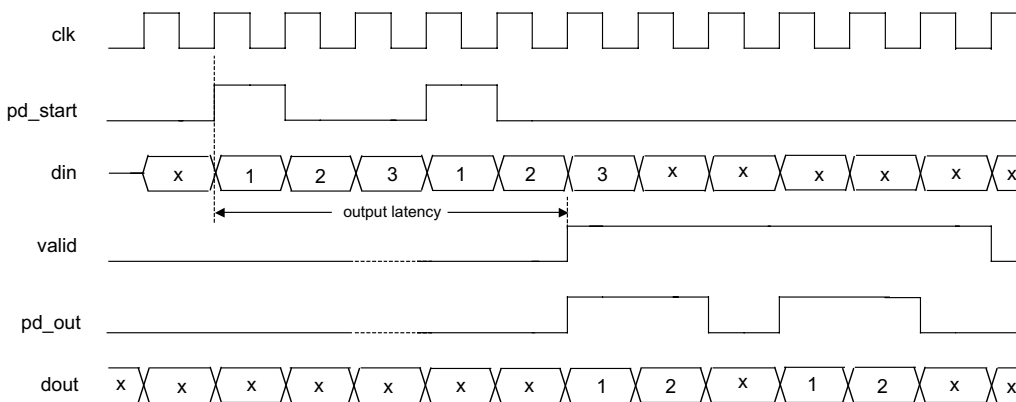 clk
pd_start
din x 1 2 3 1 2 3 x x x x x x
output latency
valid
pd_out
dout x x x x x x x 1 2 x 1 2 x x